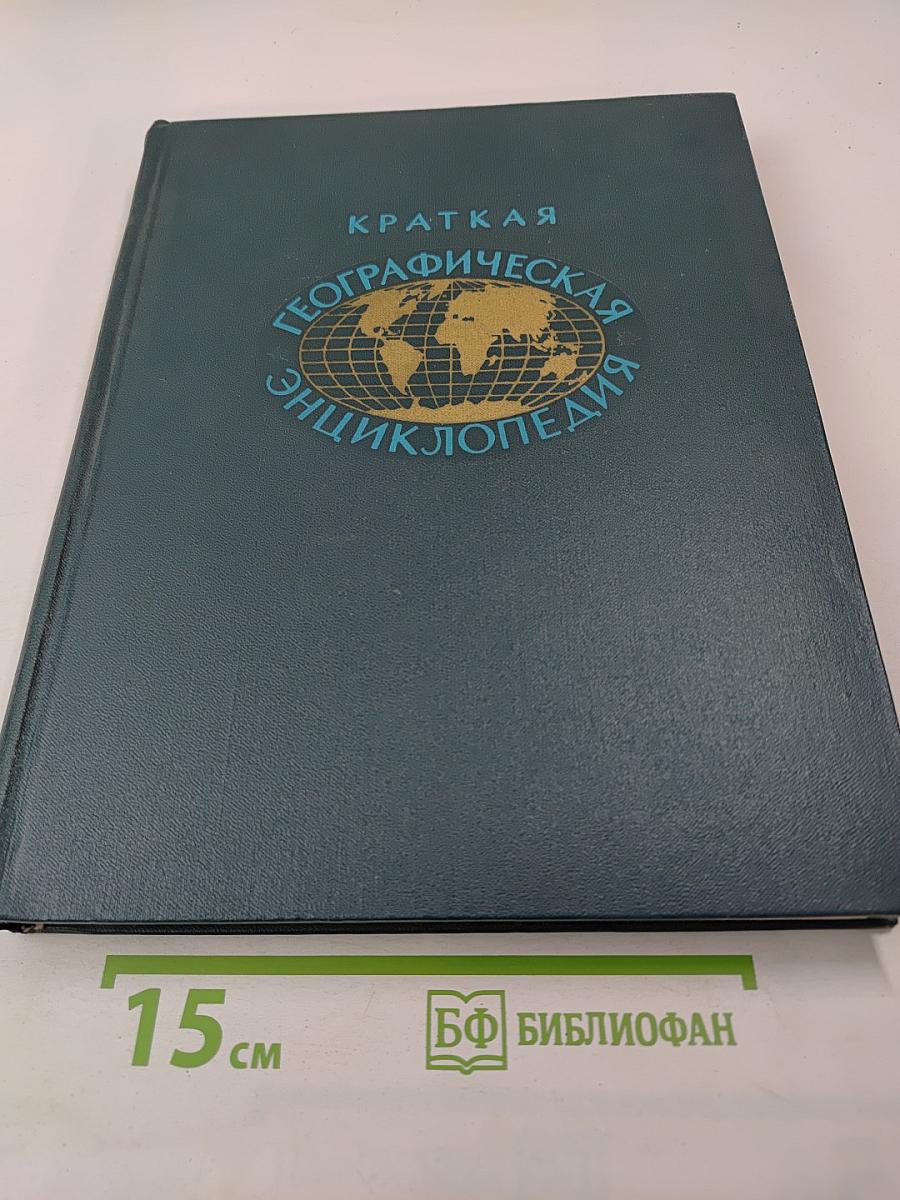 КРАТКАЯ
ГЕОГРАФИЧЕСКАЯ
ЭНЦИКЛОПЕДИЯ
15 см
БФ БИБЛИОФАН